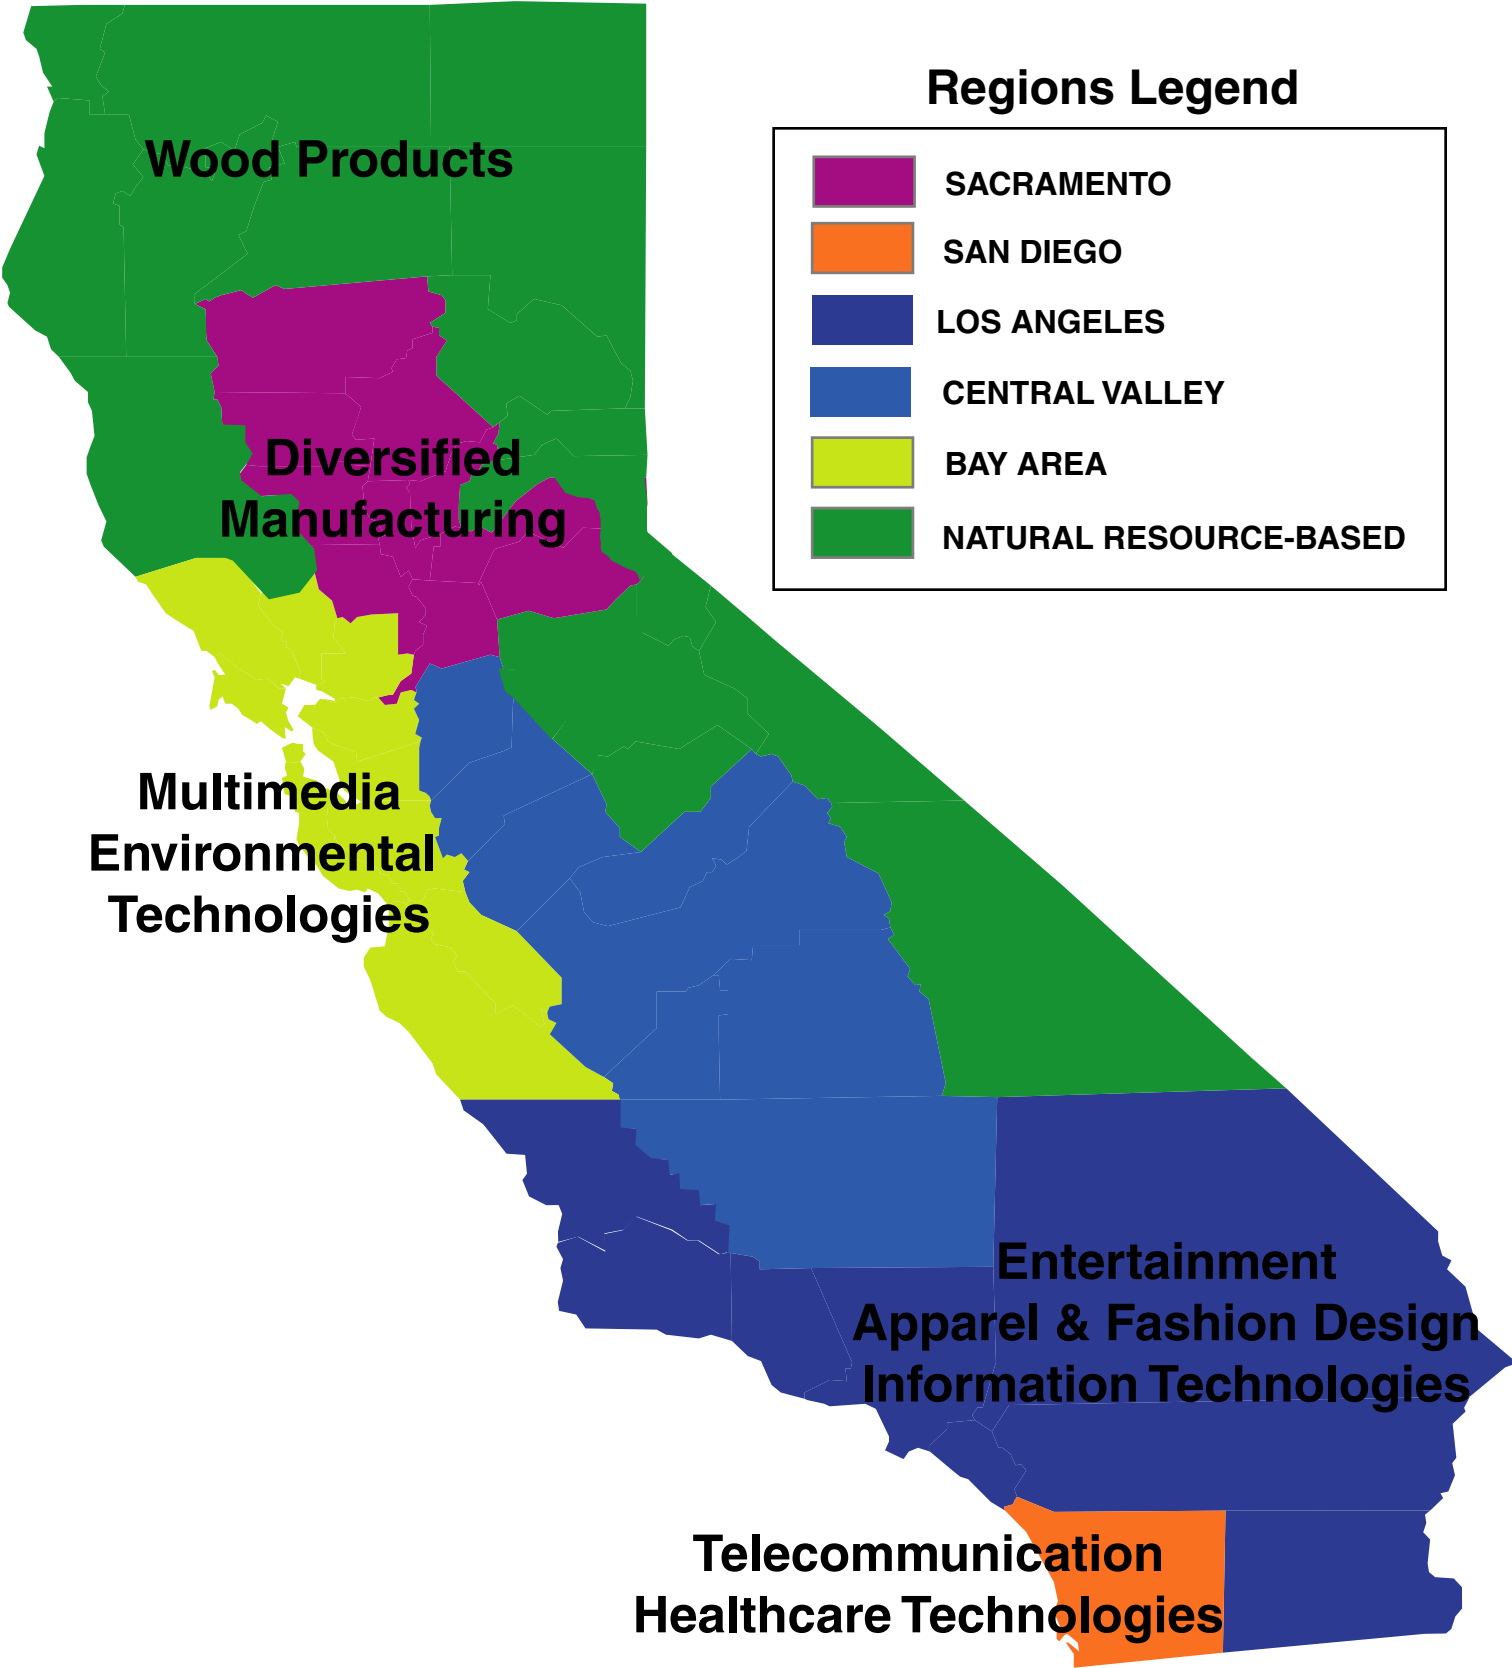 Regions Legend
SACRAMENTO
SAN DIEGO
LOS ANGELES
CENTRAL VALLEY
BAY AREA
NATURAL RESOURCE-BASED
Wood Products
Diversified
Manufacturing
Multimedia
Environmental
Technologies
Entertainment
Apparel & Fashion Design
Information Technologies
Telecommunication
Healthcare Technologies